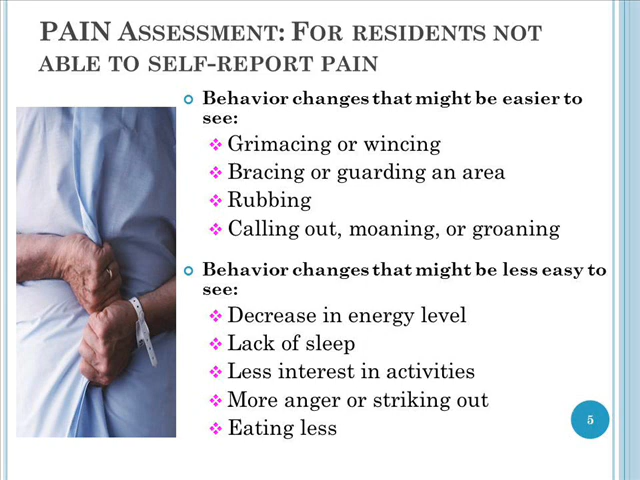 PAIN ASSESSMENT: FOR RESIDENTS NOT
ABLE TO SELF-REPORT PAIN
Behavior changes that might be easier to
see:
Grimacing or wincing
Bracing or guarding an area
Rubbing
Calling out, moaning, or groaning
Behavior changes that might be less easy to
see:
Decrease in energy level
Lack of sleep
Less interest in activities
More anger or striking out
Eating less
5